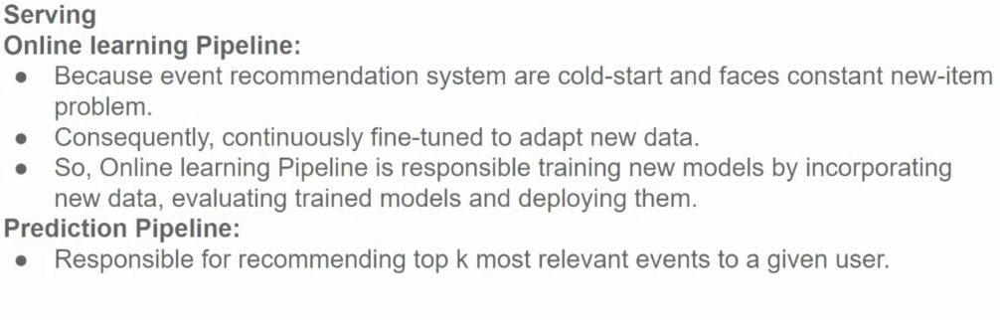 Serving
Online learning Pipeline:
● Because event recommendation system are cold-start and faces constant new-item
problem.
● Consequently, continuously fine-tuned to adapt new data.
● So, Online learning Pipeline is responsible training new models by incorporating
new data, evaluating trained models and deploying them.
Prediction Pipeline:
● Responsible for recommending top k most relevant events to a given user.